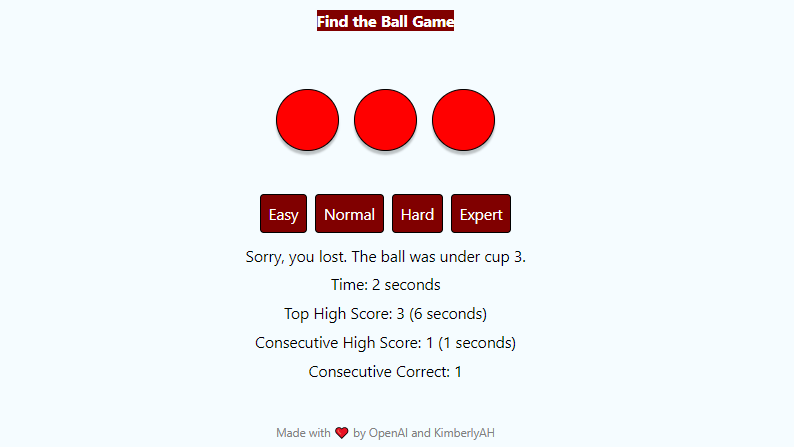 Find the Ball Game
Easy Normal Hard Expert
Sorry, you lost. The ball was under cup 3.
Time: 2 seconds
Top High Score: 3 (6 seconds)
Consecutive High Score: 1 (1 seconds)
Consecutive Correct: 1
Made with ❤️ by OpenAI and KimberlyAH